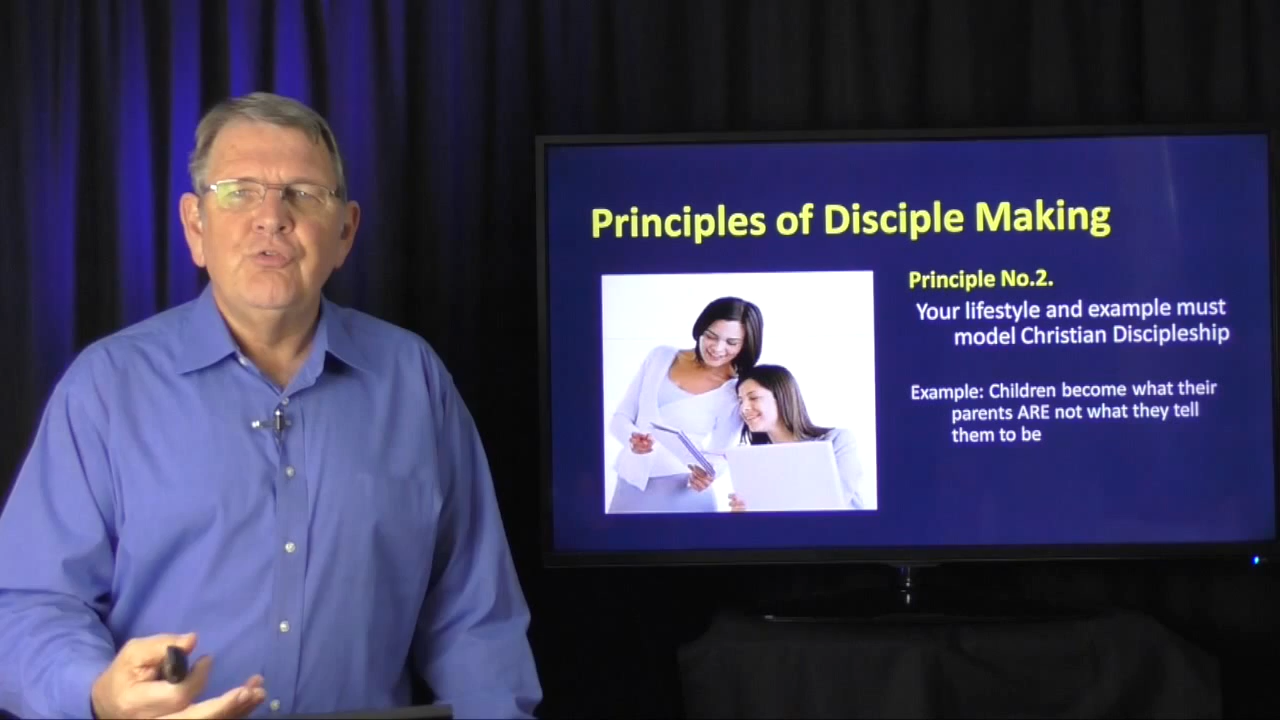 Principles of Disciple Making
Principle No.2.
Your lifestyle and example must
model Christian Discipleship
Example: Children become what their
parents ARE not what they tell
them to be